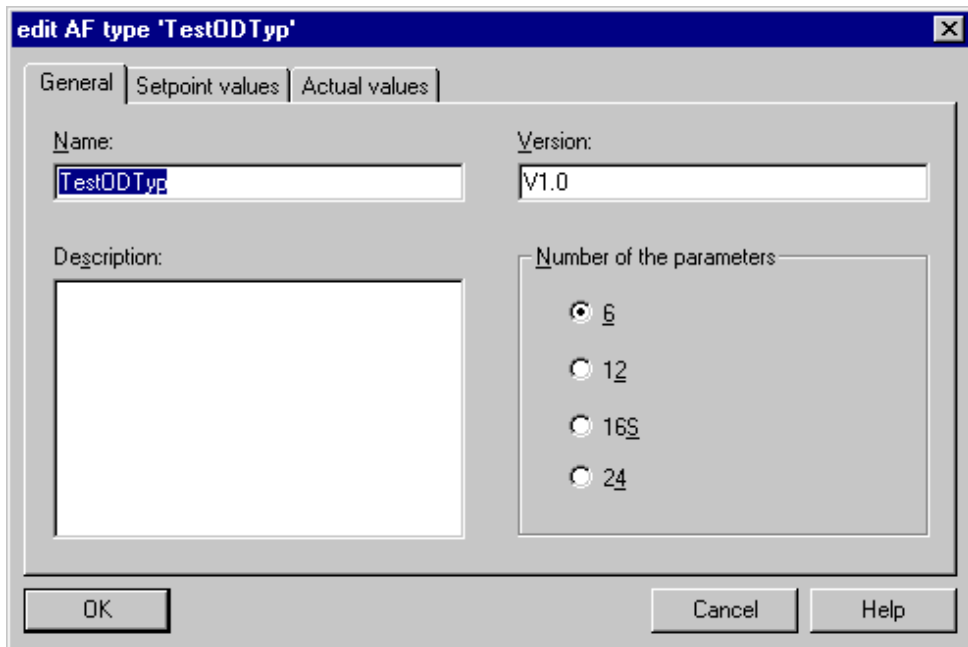 edit AF type 'TestODTyp'
General Setpoint values Actual values
Name: Version:
TestODTyp V1.0
Description: Number of the parameters
6
12
16S
24
OK Cancel Help